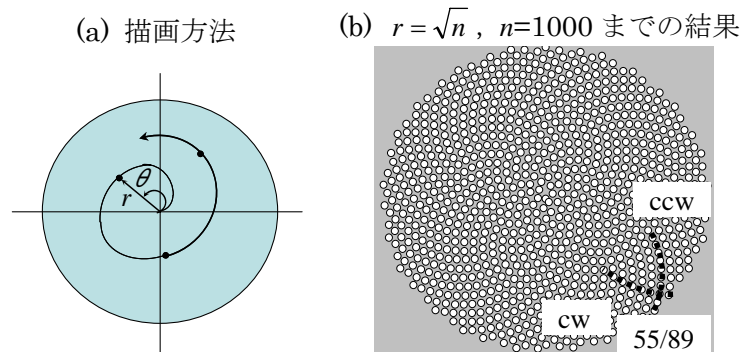 (a) 描画方法
θ
r
(b) r = √n , n=1000 までの結果
ccw
cw
55/89